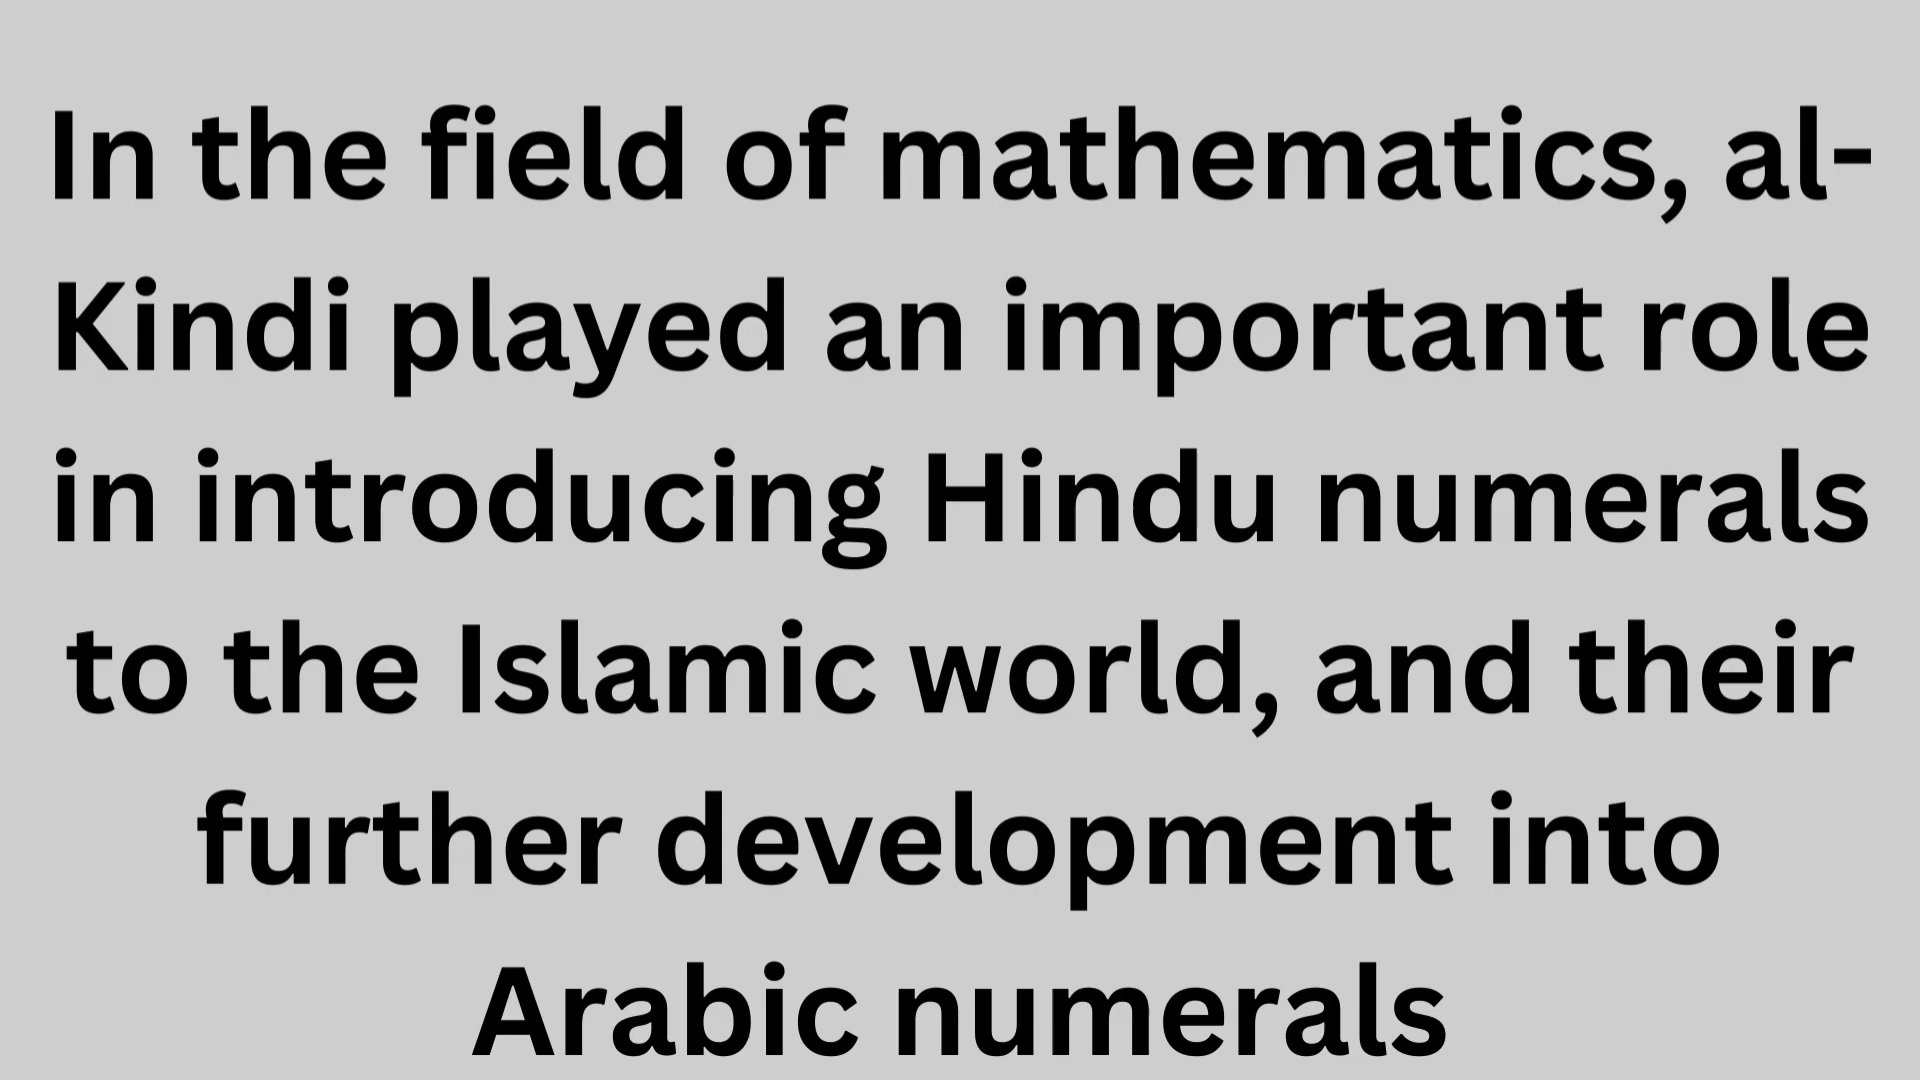 In the field of mathematics, al-
Kindi played an important role
in introducing Hindu numerals
to the Islamic world, and their
further development into
Arabic numerals